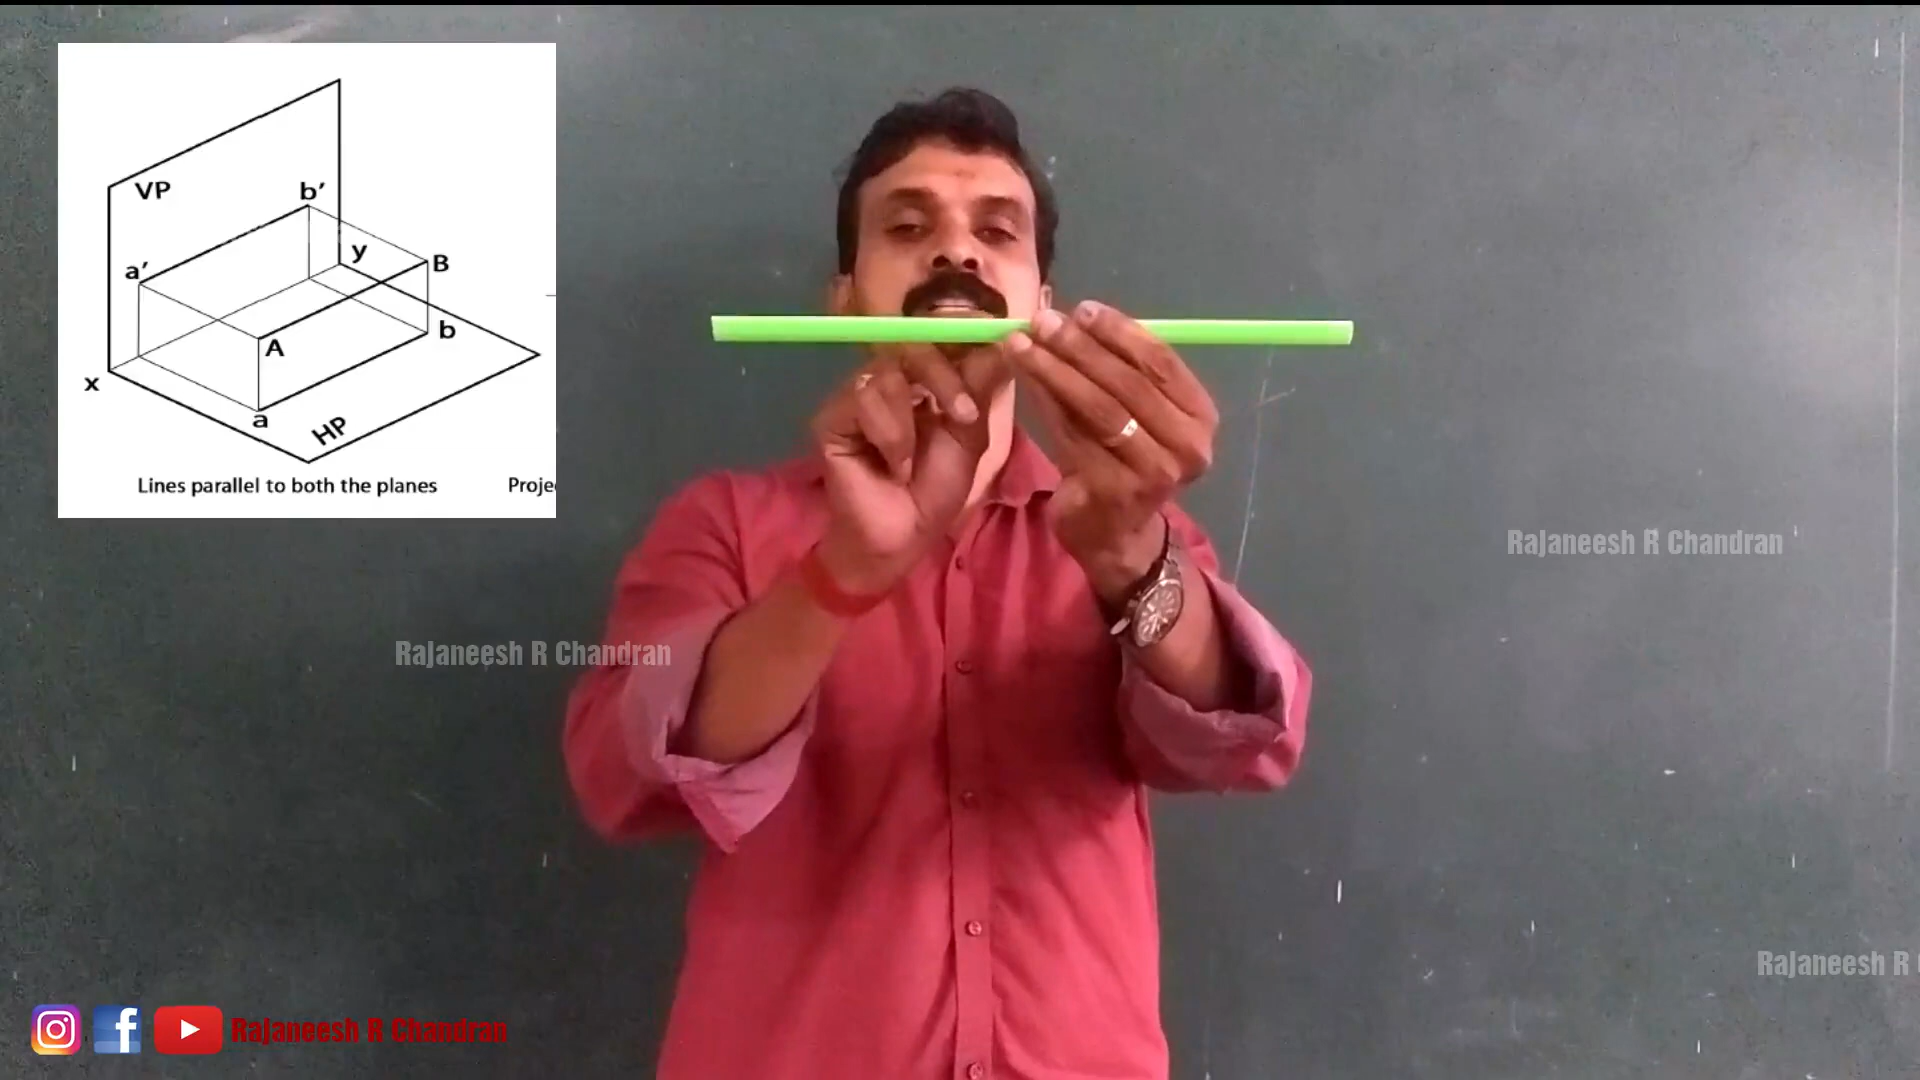 VP
b′
y
a′
B
b
A
x
a
HP
Lines parallel to both the planes
Rajaneesh R Chandran
Rajaneesh R Chandran
Rajaneesh R
Rajaneesh R Chandran